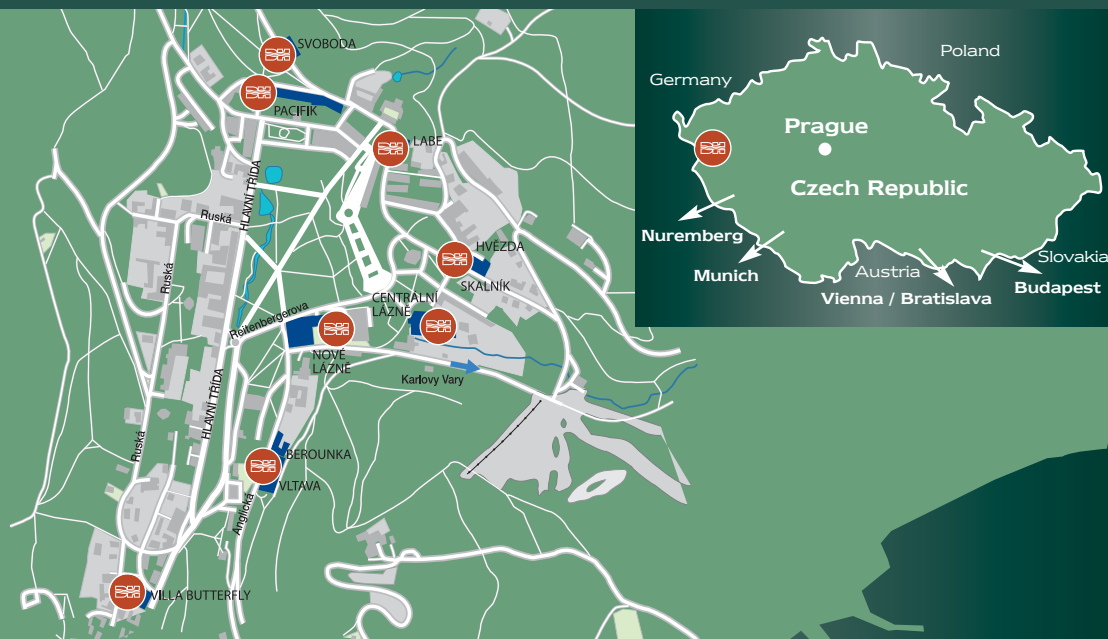 SVOBODA
PACIFIK
LABE
HLAVNÍ TŘÍDA
Ruská
Ruská
HVĚZDA
SKALNÍK
CENTRALNÍ
LÁZNĚ
Reitenbergerova
NOVÉ
LÁZNĚ
Karlovy Vary
HLAVNÍ TŘÍDA
Ruská
BEROUNKA
VLTAVA
Anglická
VILLA BUTTERFLY
Poland
Germany
Prague
Czech Republic
Nuremberg
Munich
Austria
Slovakia
Vienna / Bratislava
Budapest